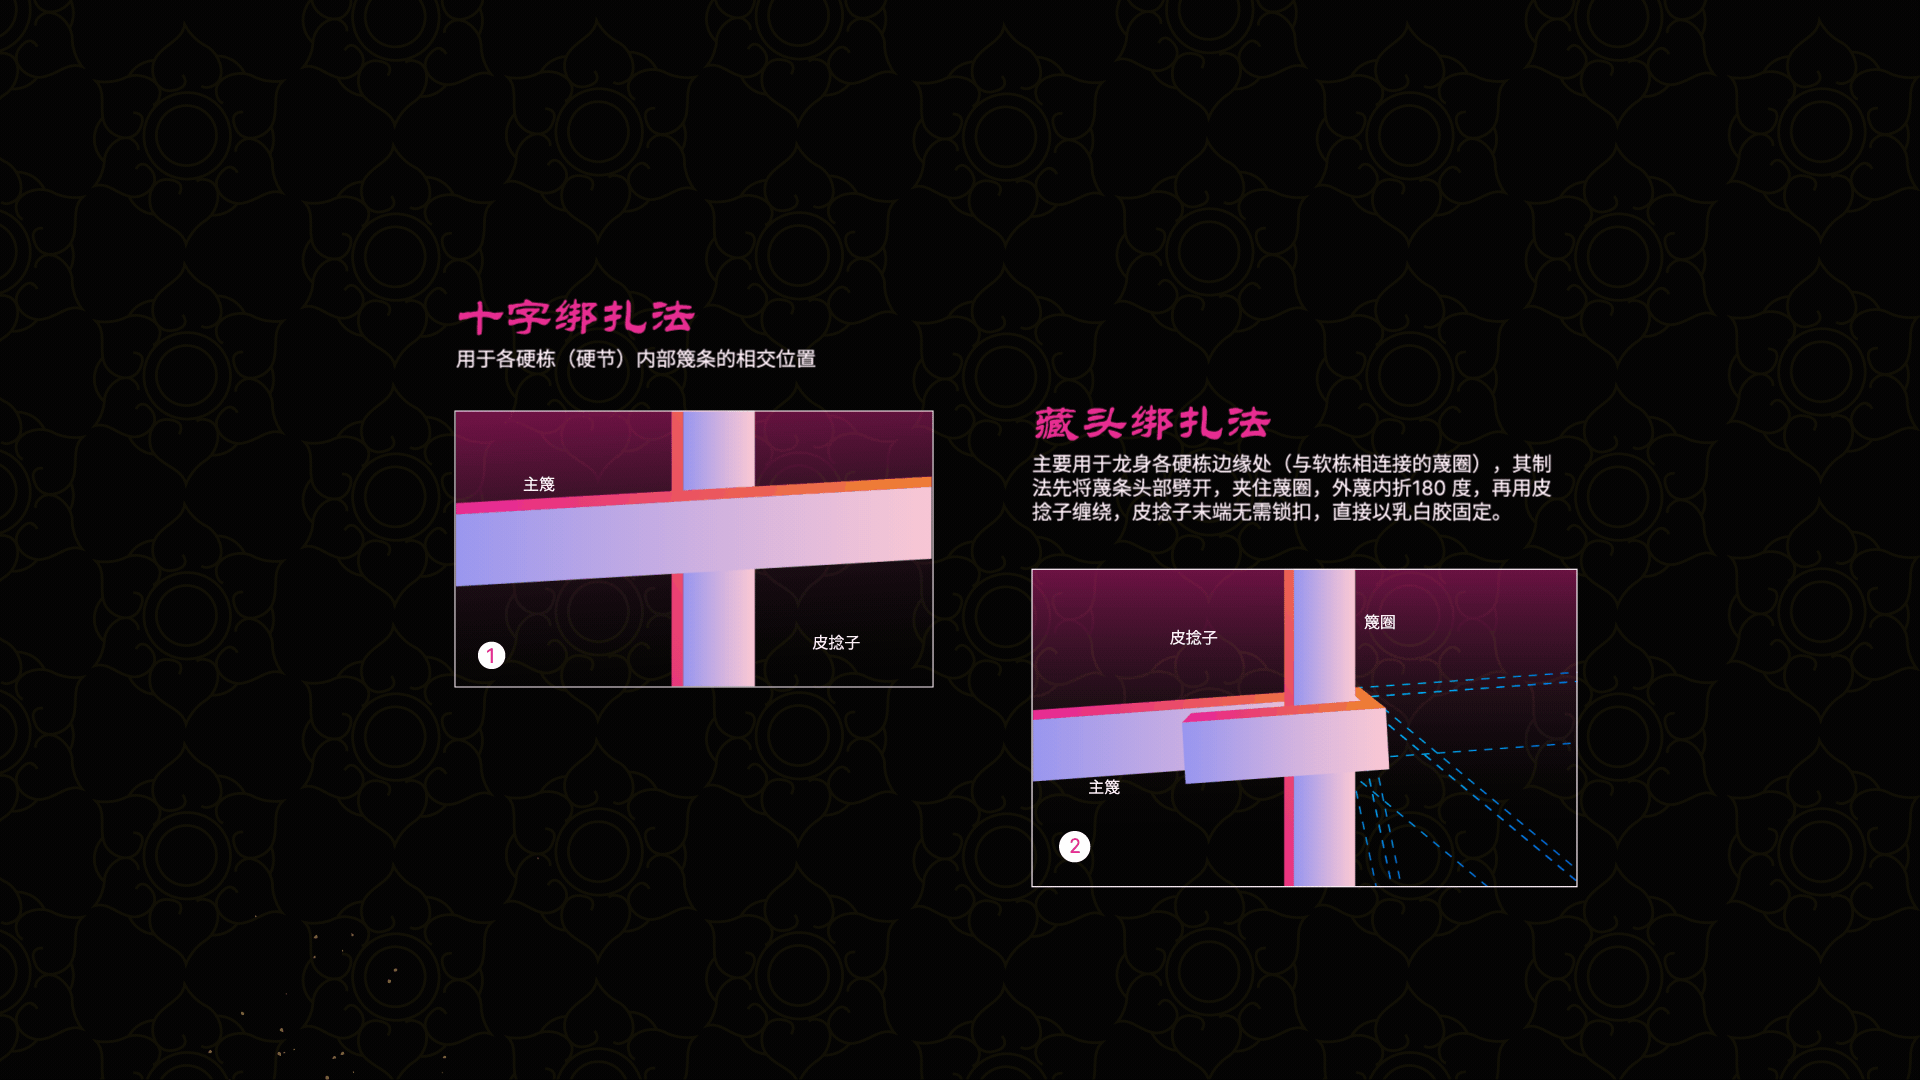 十字绑扎法
用于各硬栋（硬节）内部篾条的相交位置
主篾
皮捻子
1
藏头绑扎法
主要用于龙身各硬栋边缘处（与软栋相连接的蔑圈），其制
法先将蔑条头部劈开，夹住蔑圈，外蔑内折180 度，再用皮
捻子缠绕，皮捻子末端无需锁扣，直接以乳白胶固定。
篾圈
皮捻子
主篾
2